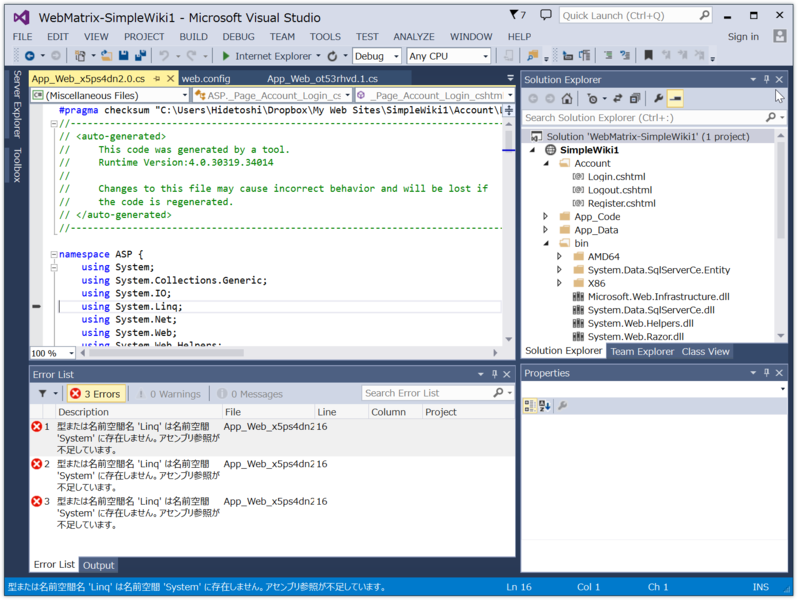 WebMatrix-SimpleWiki1 - Microsoft Visual Studio
7
Quick Launch (Ctrl+Q)
FILE EDIT VIEW PROJECT BUILD DEBUG TEAM TOOLS TEST ANALYZE WINDOW HELP
Sign in
Internet Explorer Debug Any CPU
Server Explorer
Toolbox
App_Web_x5ps4dn2.0.cs web.config App_Web_ot53rhvd.1.cs
(Miscellaneous Files) ASP._Page_Account_Login_cs _Page_Account_Login_cshtm
#pragma checksum "C:\Users\Hidetoshi\Dropbox\My Web Sites\SimpleWiki1\Account\
//------------------------------------------------------------------------------
// <auto-generated>
// This code was generated by a tool.
// Runtime Version:4.0.30319.34014
//
// Changes to this file may cause incorrect behavior and will be lost if
// the code is regenerated.
// </auto-generated>
//------------------------------------------------------------------------------
namespace ASP {
using System;
using System.Collections.Generic;
using System.IO;
using System.Linq;
using System.Net;
using System.Web;
using System.Web.Helpers;
100 %
Solution Explorer
Search Solution Explorer (Ctrl+:)
Solution 'WebMatrix-SimpleWiki1' (1 project)
SimpleWiki1
Account
Login.cshtml
Logout.cshtml
Register.cshtml
App_Code
App_Data
bin
AMD64
System.Data.SqlServerCe.Entity
X86
Microsoft.Web.Infrastructure.dll
System.Data.SqlServerCe.dll
System.Web.Helpers.dll
System.Web.Razor.dll
Solution Explorer Team Explorer Class View
Error List
3 Errors 0 Warnings 0 Messages Search Error List
Description File Line Column Project
1 型または名前空間名 'Linq' は名前空間 App_Web_x5ps4dn2 16
'System' に存在しません。アセンブリ参照が
不足しています。
2 型または名前空間名 'Linq' は名前空間 App_Web_x5ps4dn2 16
'System' に存在しません。アセンブリ参照が
不足しています。
3 型または名前空間名 'Linq' は名前空間 App_Web_x5ps4dn2 16
'System' に存在しません。アセンブリ参照が
不足しています。
Error List Output
Properties
型または名前空間名 'Linq' は名前空間 'System' に存在しません。アセンブリ参照が不足しています。 Ln 16 Col 1 Ch 1 INS